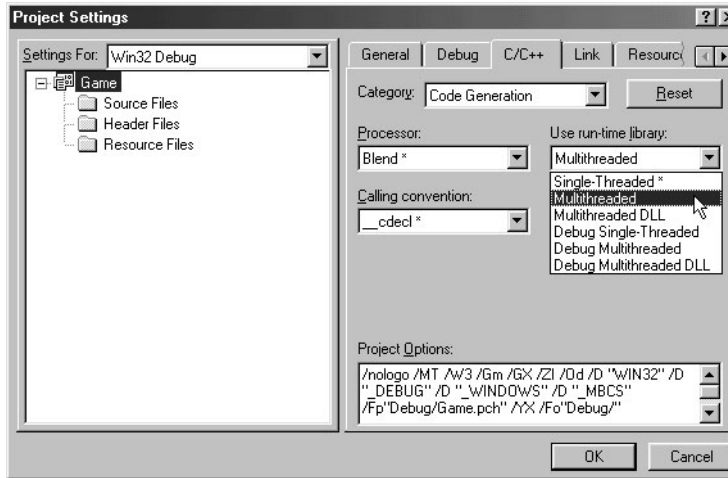 Project Settings
Settings For: Win32 Debug
Game
Source Files
Header Files
Resource Files
General Debug C/C++ Link Resourc
Category: Code Generation Reset
Processor: Use run-time library:
Blend * Multithreaded
Single-Threaded *
Multithreaded
Calling convention: Multithreaded DLL
__cdecl * Debug Single-Threaded
Debug Multithreaded
Debug Multithreaded DLL
Project Options:
/nologo /MT /W3 /Gm /GX /ZI /Od /D "WIN32" /D
"_DEBUG" /D "_WINDOWS" /D "_MBCS"
/Fp"Debug/Game.pch" /YX /Fo"Debug/"
OK Cancel